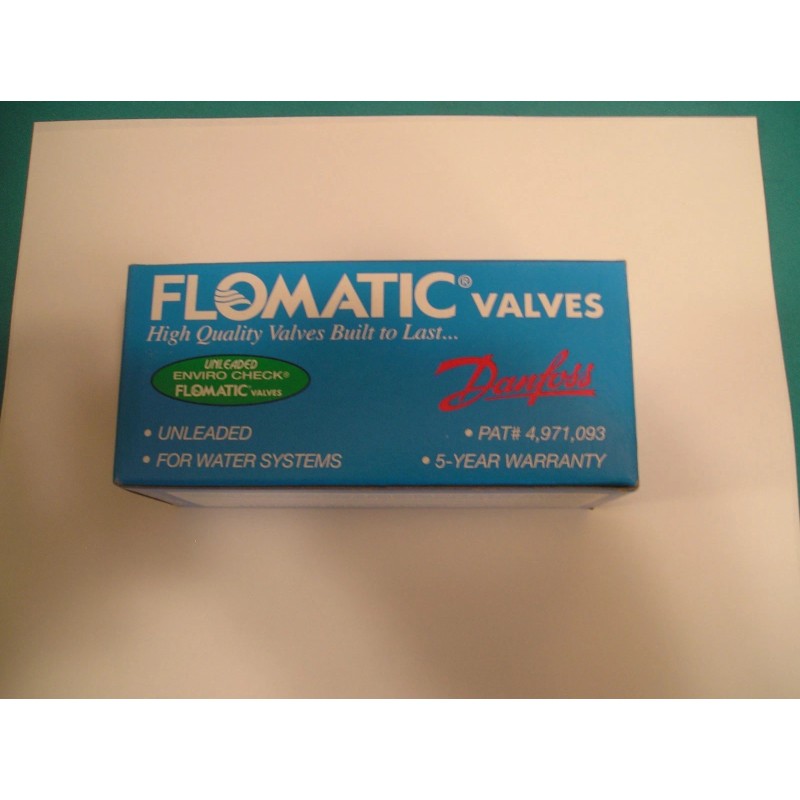 FLOMATIC® VALVES
High Quality Valves Built to Last...
UNLEADED
ENVIRO CHECK®
FLOMATIC™ VALVES
Danfoss
• UNLEADED
• PAT# 4,971,093
• FOR WATER SYSTEMS
• 5-YEAR WARRANTY